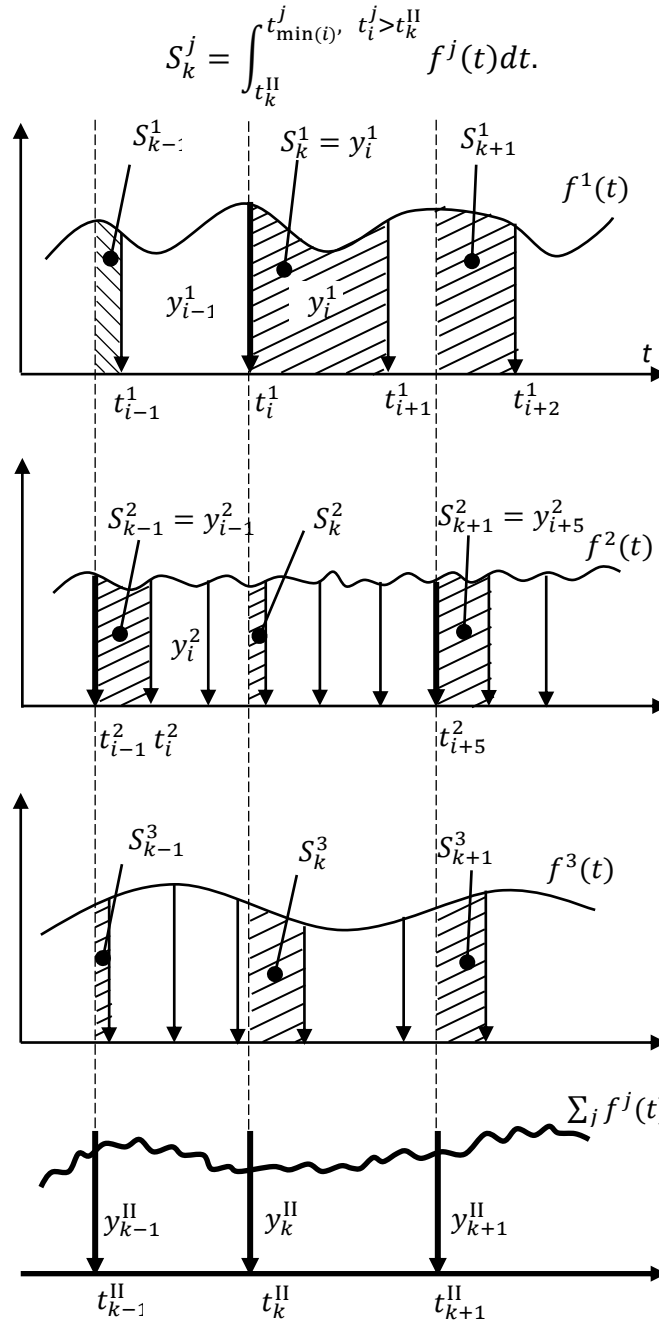 S_k^j = ∫_{t_k^II}^{t_min(i)^j, t_i^j > t_k^II} f^j(t)dt.
S_{k-1}^1 S_k^1 = y_i^1 S_{k+1}^1
f^1(t)
y_{i-1}^1 y_i^1
t
t_{i-1}^1 t_i^1 t_{i+1}^1 t_{i+2}^1
S_{k-1}^2 = y_{i-1}^2 S_k^2 S_{k+1}^2 = y_{i+5}^2
f^2(t)
y_i^2
t_{i-1}^2 t_i^2 t_{i+5}^2
S_{k-1}^3 S_k^3 S_{k+1}^3 f^3(t)
∑_j f^j(t)
y_{k-1}^II y_k^II y_{k+1}^II
t_{k-1}^II t_k^II t_{k+1}^II